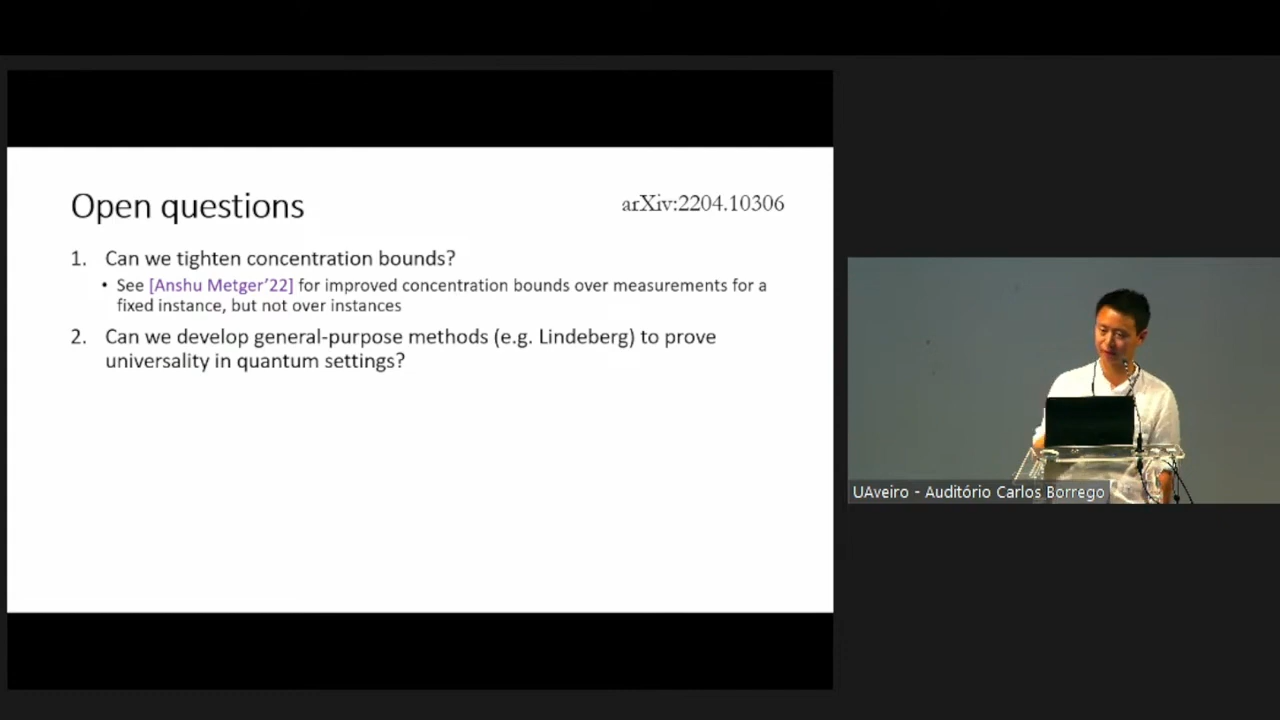 Open questions
arXiv:2204.10306
1. Can we tighten concentration bounds?
• See [Anshu Metger’22] for improved concentration bounds over measurements for a
fixed instance, but not over instances
2. Can we develop general-purpose methods (e.g. Lindeberg) to prove
universality in quantum settings?
UAveiro - Auditório Carlos Borrego